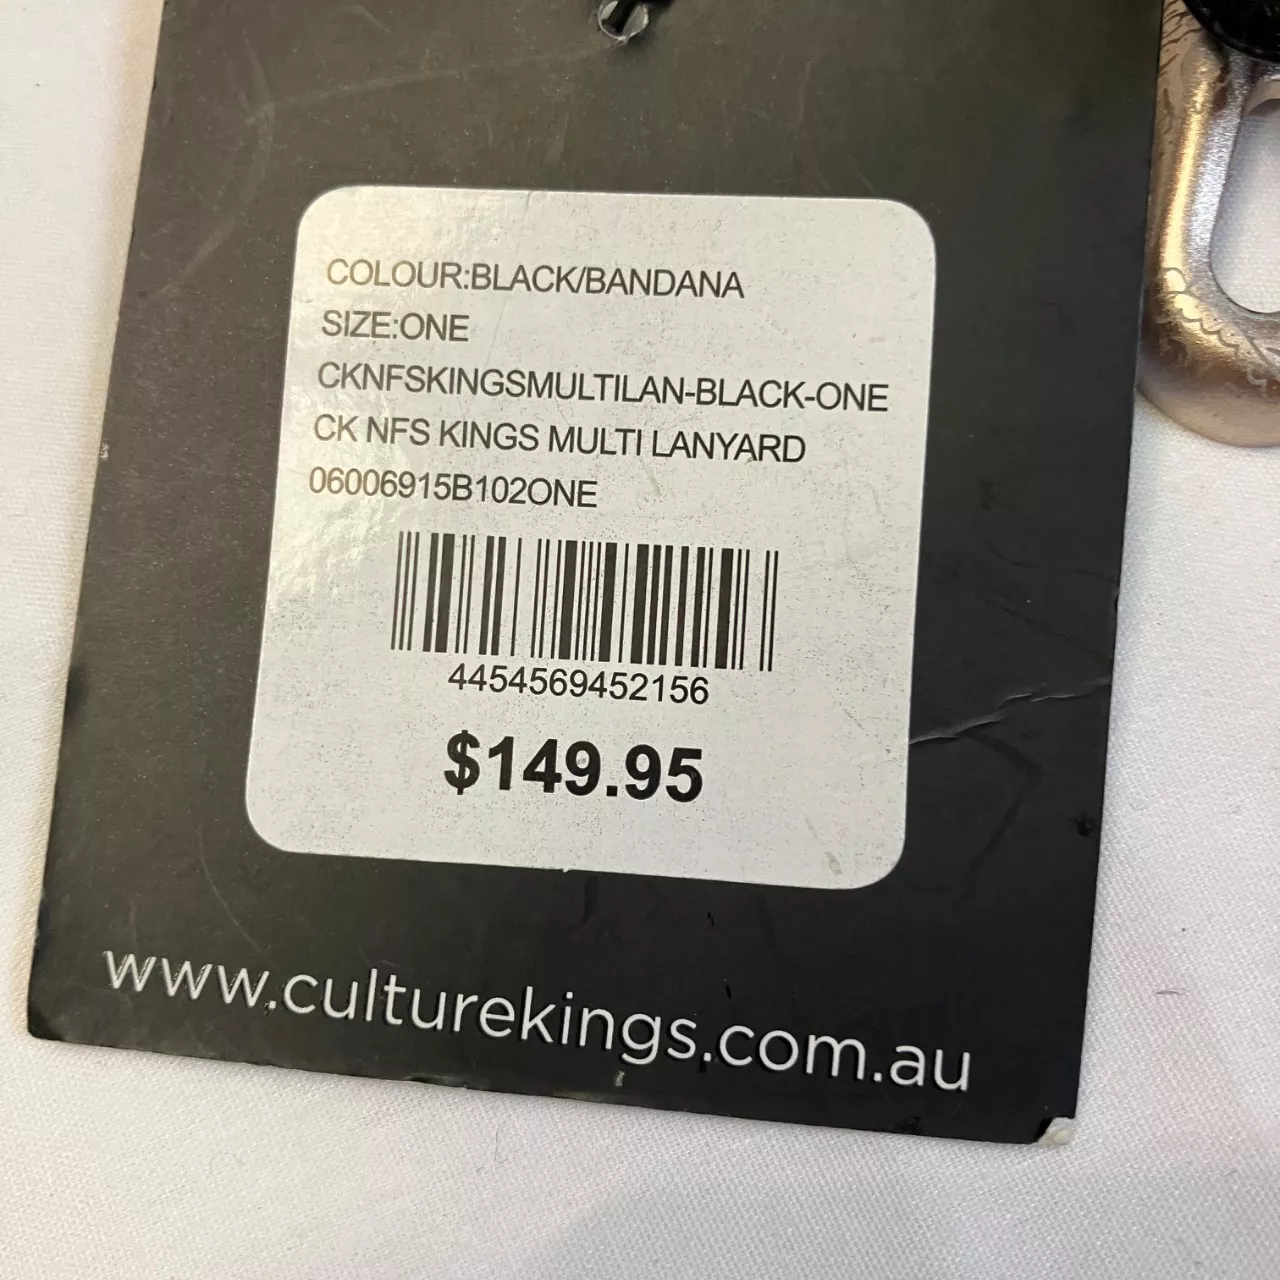 COLOUR:BLACK/BANDANA
SIZE:ONE
CKNFSKINGSMULTILAN-BLACK-ONE
CK NFS KINGS MULTI LANYARD
06006915B102ONE
4454569452156
$149.95
www.culturekings.com.au